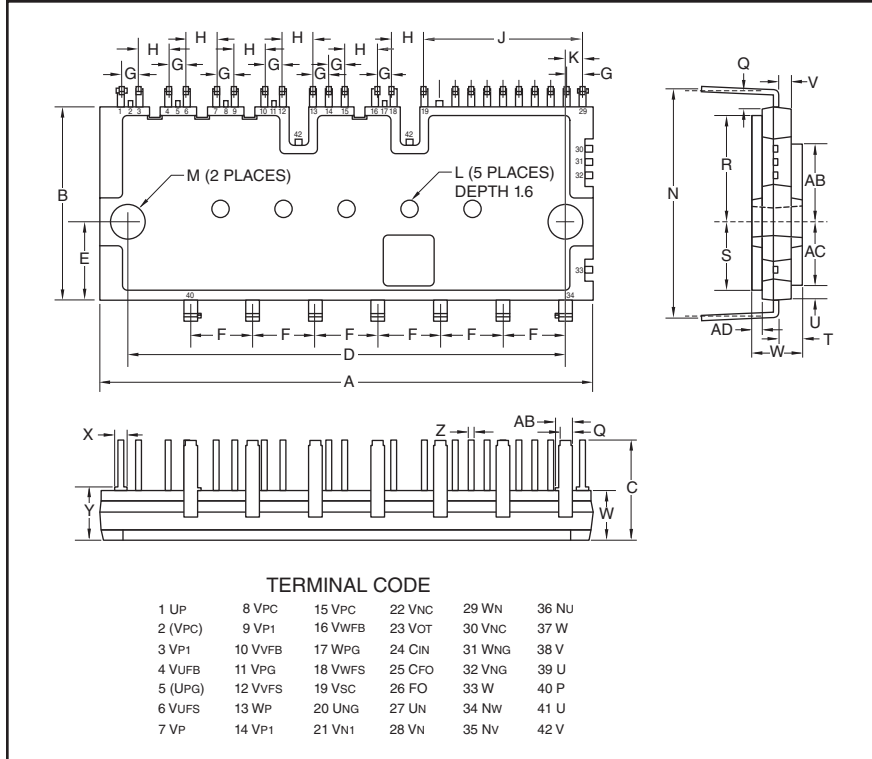 H H H H J
H H H K
G G G G G G G
Q V
1 2 3 4 5 6 7 8 9 10 11 12 13 14 15 16 17 18 19 29
42 42
30
31
32
M (2 PLACES)
L (5 PLACES)
DEPTH 1.6
B
E
N
R
S
AB
AC
33
40 34
F F F F F F
D
A
AD
U
T
W
X
Z
AB
Q
Y
W
C
TERMINAL CODE
1 UP
2 (VPC)
3 VP1
4 VUFB
5 (UPG)
6 VUFS
7 VP
8 VPC
9 VP1
10 VVFB
11 VPG
12 VVFS
13 WP
14 VP1
15 VPC
16 VWFB
17 WPG
18 VWFS
19 VSC
20 UNG
21 VN1
22 VNC
23 VOT
24 CIN
25 CFO
26 FO
27 UN
28 VN
29 WN
30 VNC
31 WNG
32 VNG
33 W
34 NW
35 NV
36 NU
37 W
38 V
39 U
40 P
41 U
42 V